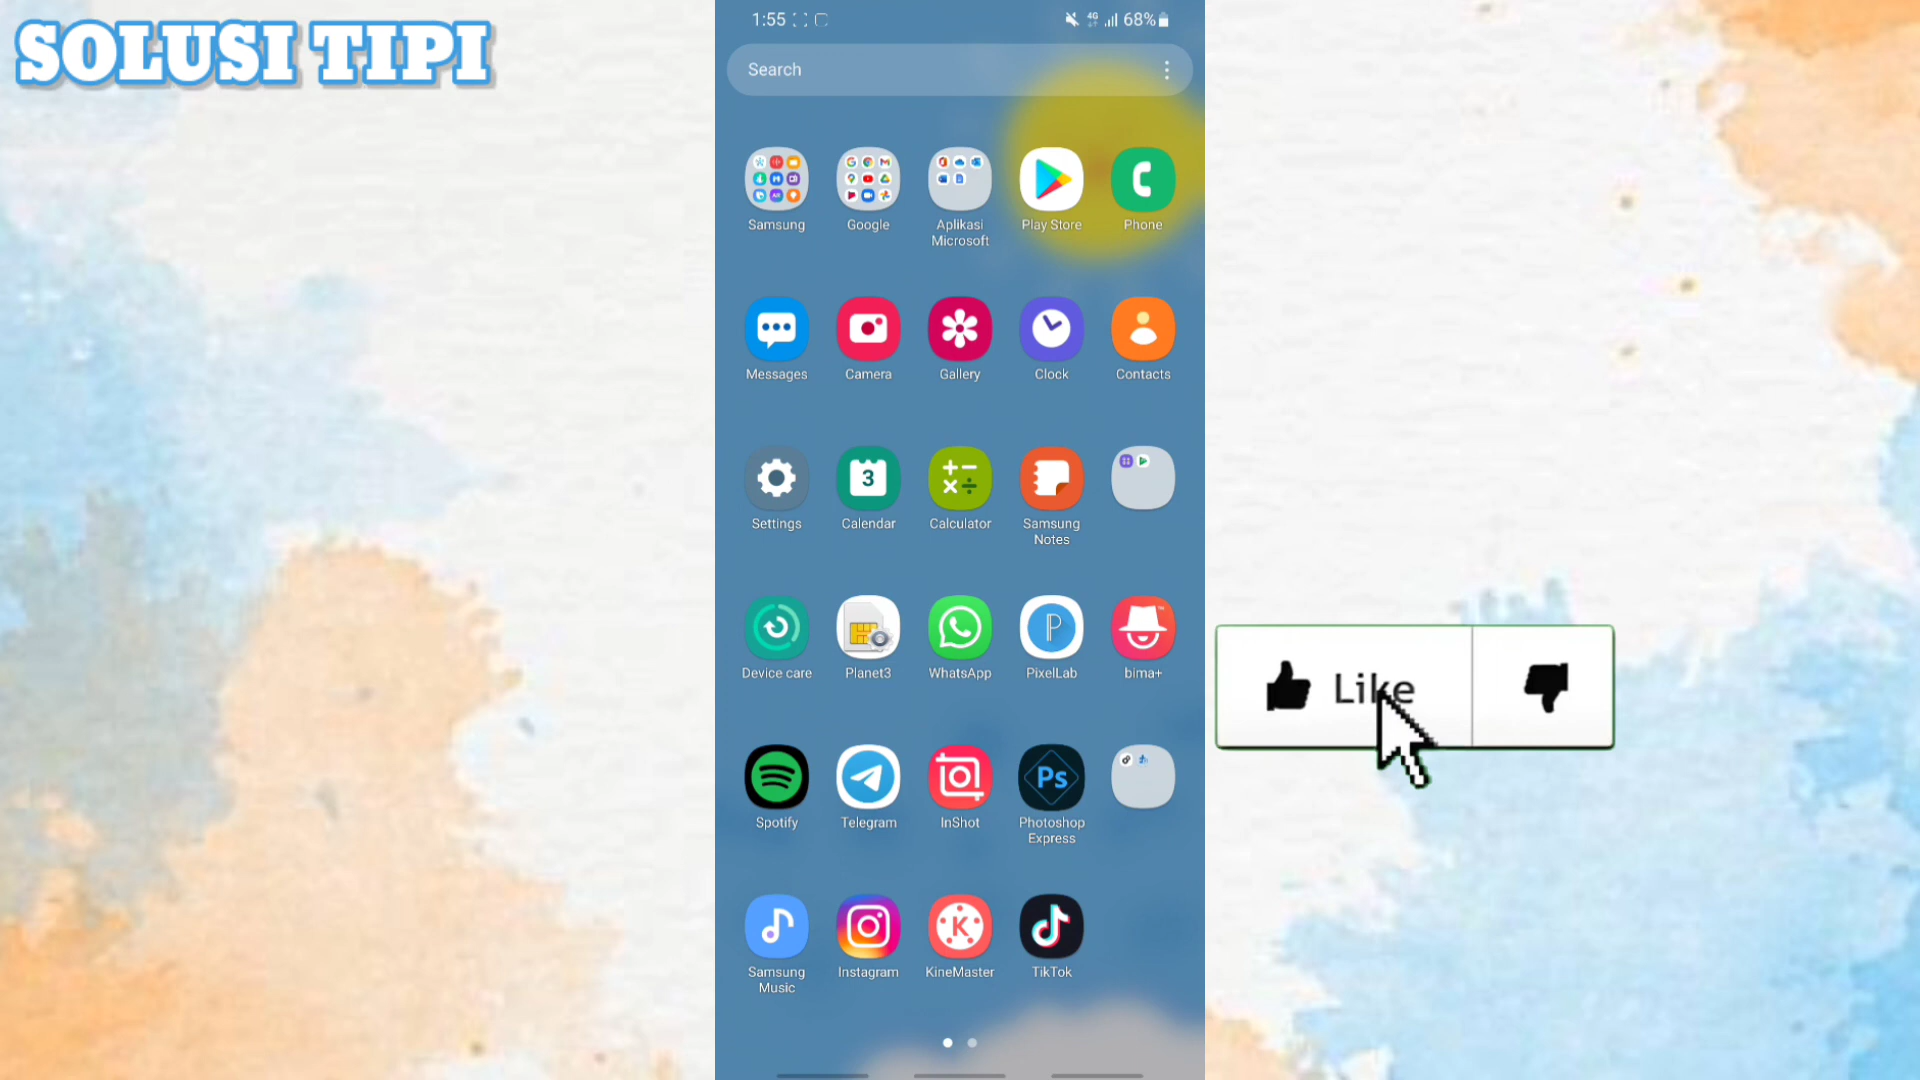 SOLUSI TIPI
1:55
4G
68%
Search
Samsung
Google
Aplikasi
Microsoft
Play Store
Phone
Messages
Camera
Gallery
Clock
Contacts
3
Settings
Calendar
Calculator
Samsung
Notes
Device care
Planet3
WhatsApp
PixelLab
bima+
Like
Ps
Spotify
Telegram
InShot
Photoshop
Express
K
Samsung
Music
Instagram
KineMaster
TikTok